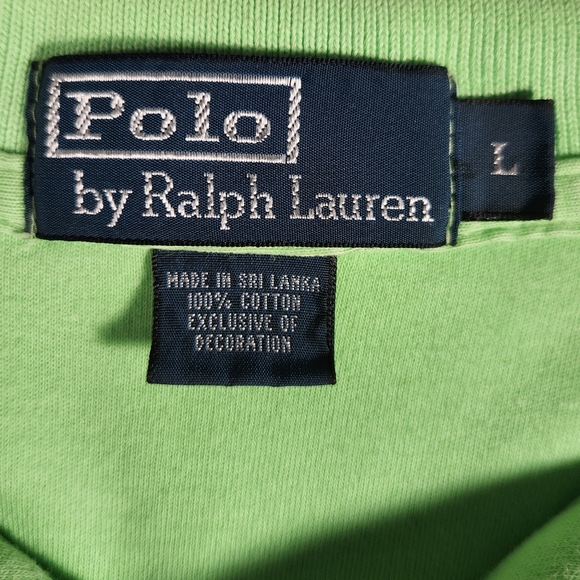 Polo
by Ralph Lauren
L
MADE IN SRI LANKA
100% COTTON
EXCLUSIVE OF
DECORATION